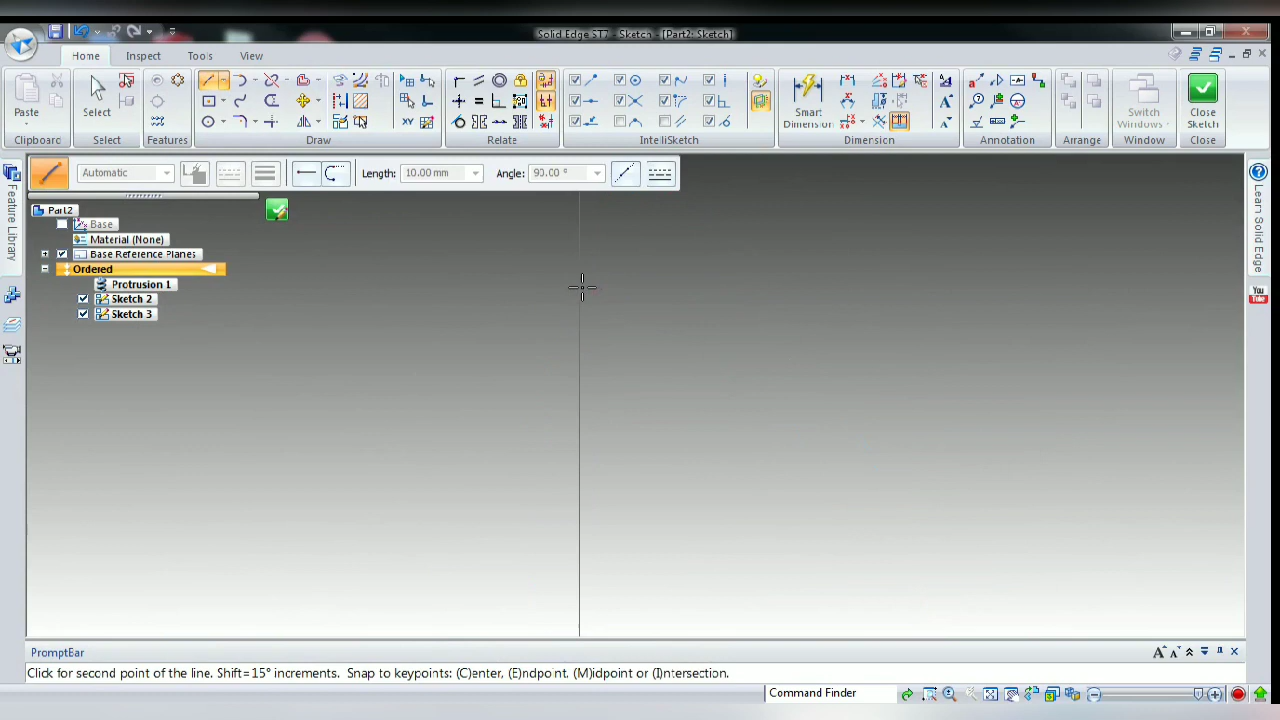 Solid Edge ST7 - Sketch - [Part2: Sketch]
Home
Inspect
Tools
View
Paste
Select
Smart
Dimension
Switch
Windows
Close
Sketch
Clipboard
Select
Features
Draw
Relate
IntelliSketch
Dimension
Annotation
Arrange
Window
Close
XY
Automatic
Length: 10.00 mm
Angle: 90.00 °
Feature Library
Part2
Base
Material (None)
Base Reference Planes
Ordered
Protrusion 1
Sketch 2
Sketch 3
Learn Solid Edge
You
Tube
PromptBar
Click for second point of the line. Shift=15° increments. Snap to keypoints: (C)enter, (E)ndpoint, (M)idpoint or (I)ntersection.
Command Finder